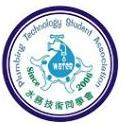 Plumbing Technology Student Association
WATER
Since 2006
水務技術同學會